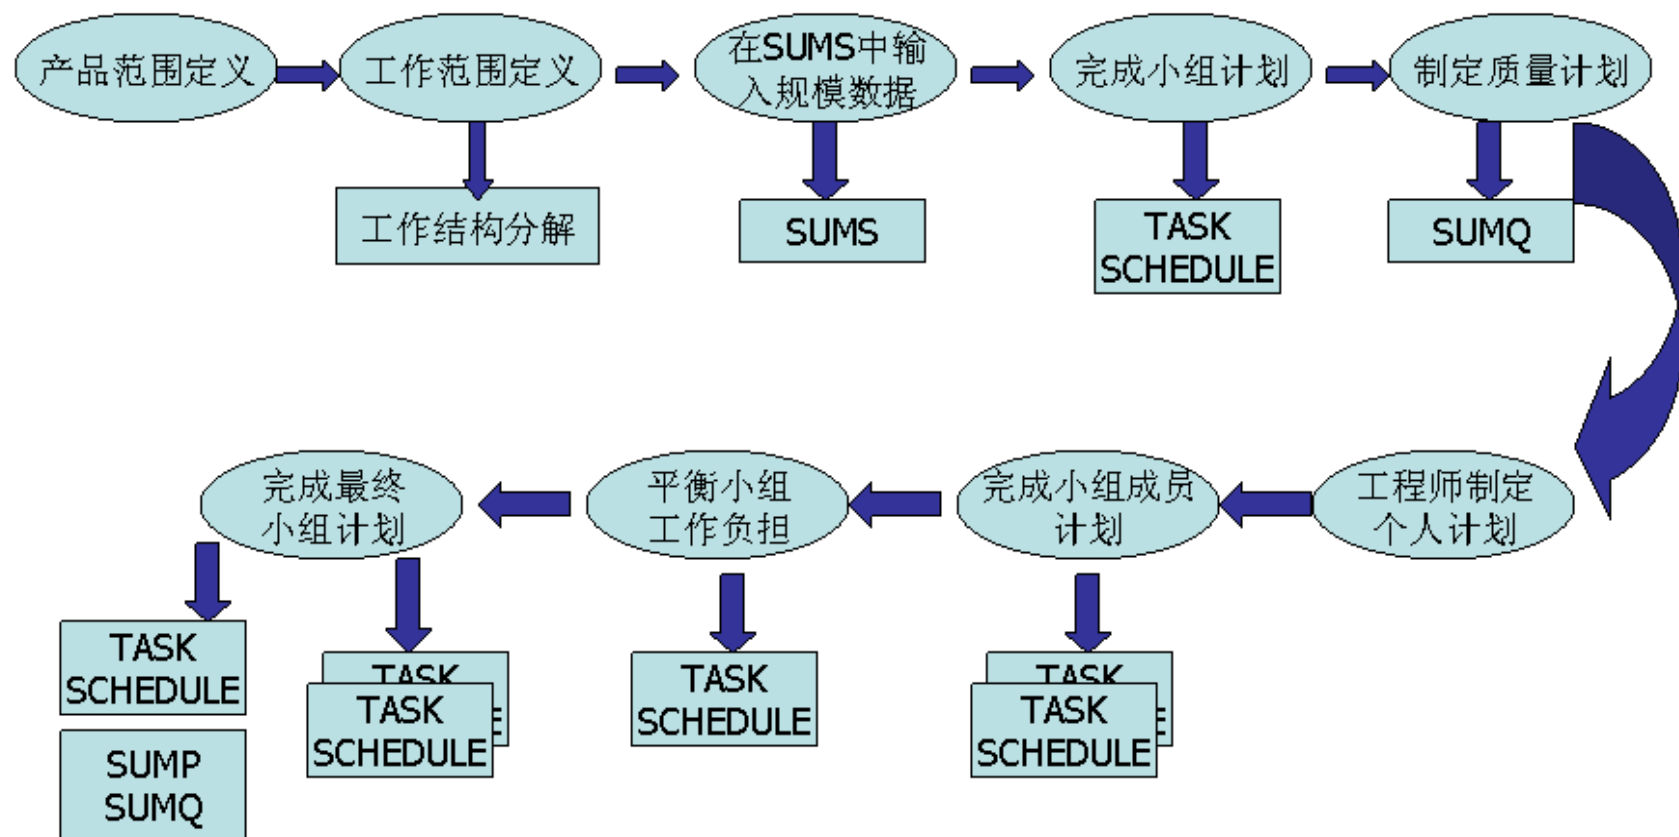 产品范围定义
工作范围定义
在SUMS中输
入规模数据
完成小组计划
制定质量计划
工作结构分解
SUMS
TASK
SCHEDULE
SUMQ
完成最终
小组计划
平衡小组
工作负担
完成小组成员
计划
工程师制定
个人计划
TASK
SCHEDULE
SUMP
SUMQ
TASK
TASK
SCHEDULE
TASK
SCHEDULE
TASK
TASK
SCHEDULE